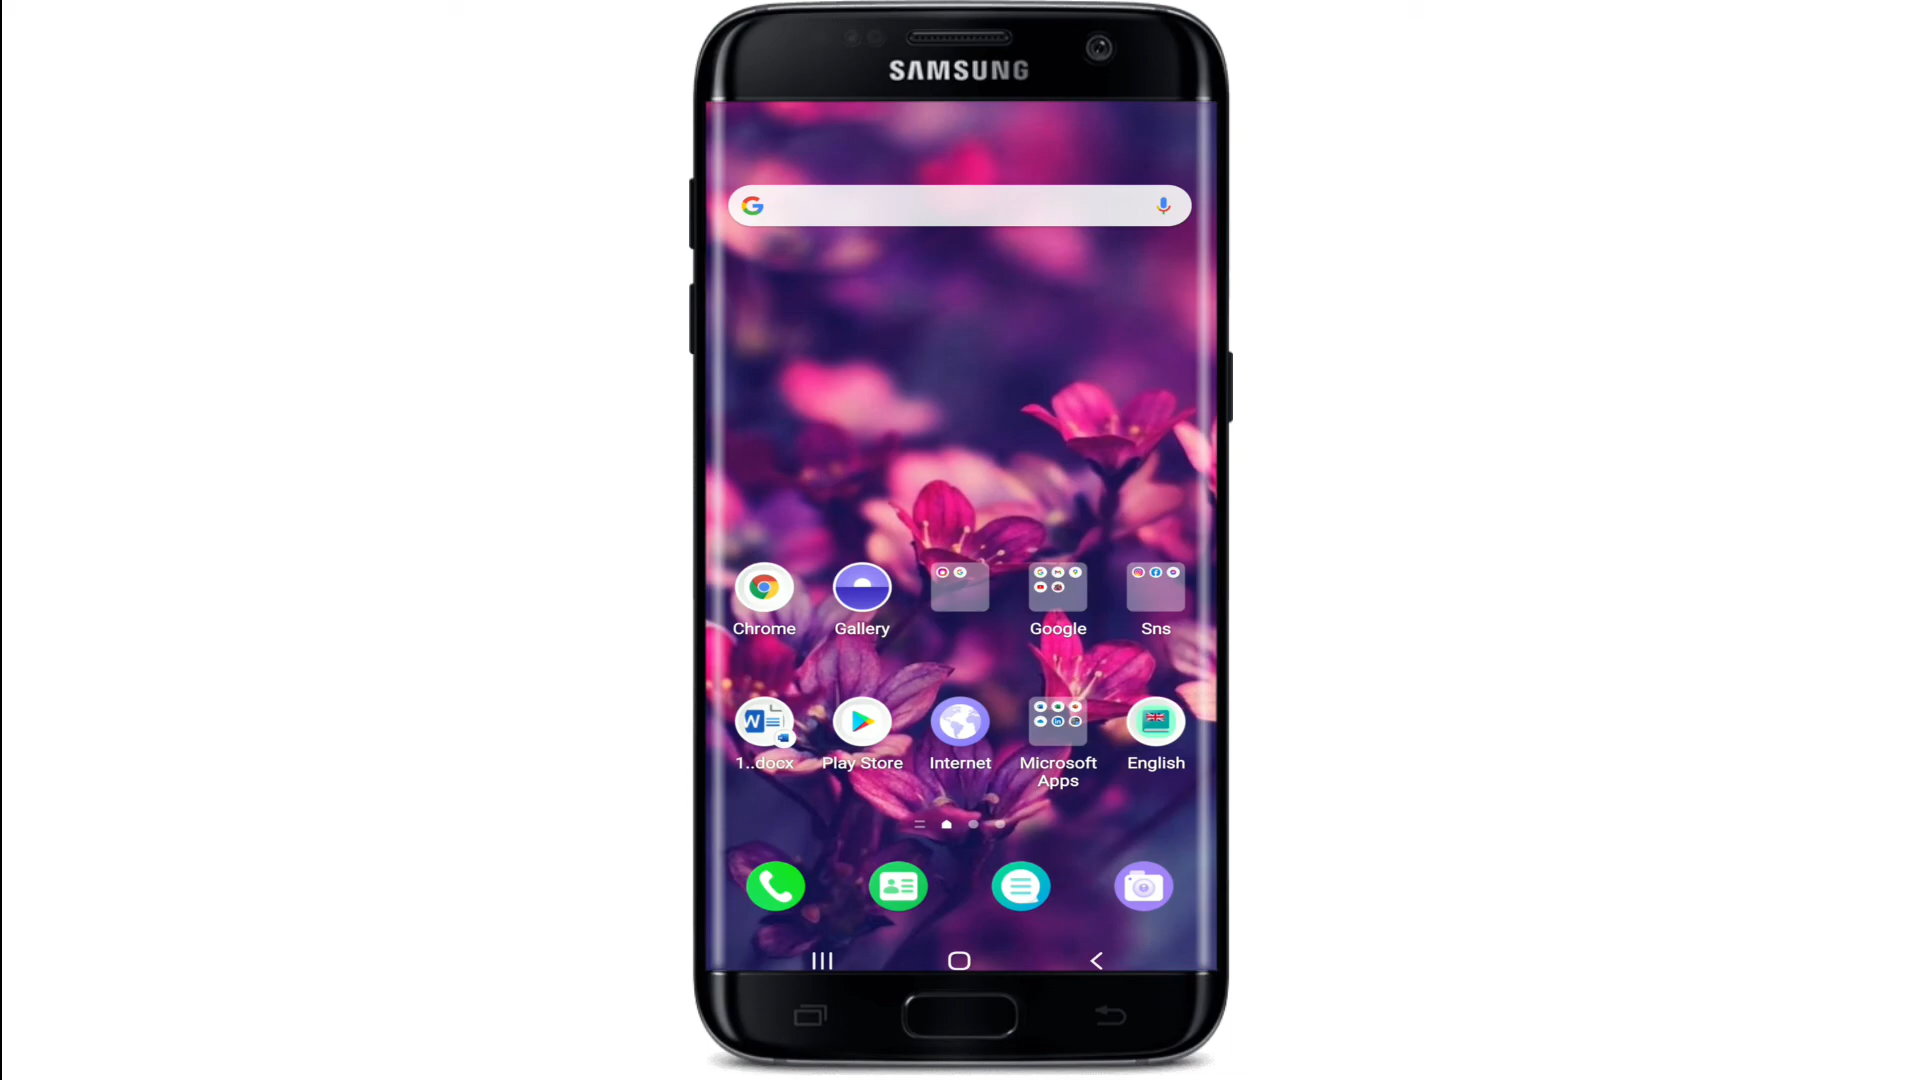 SAMSUNG
Chrome
Gallery
Google
Sns
1..docx
Play Store
Internet
Microsoft
Apps
English